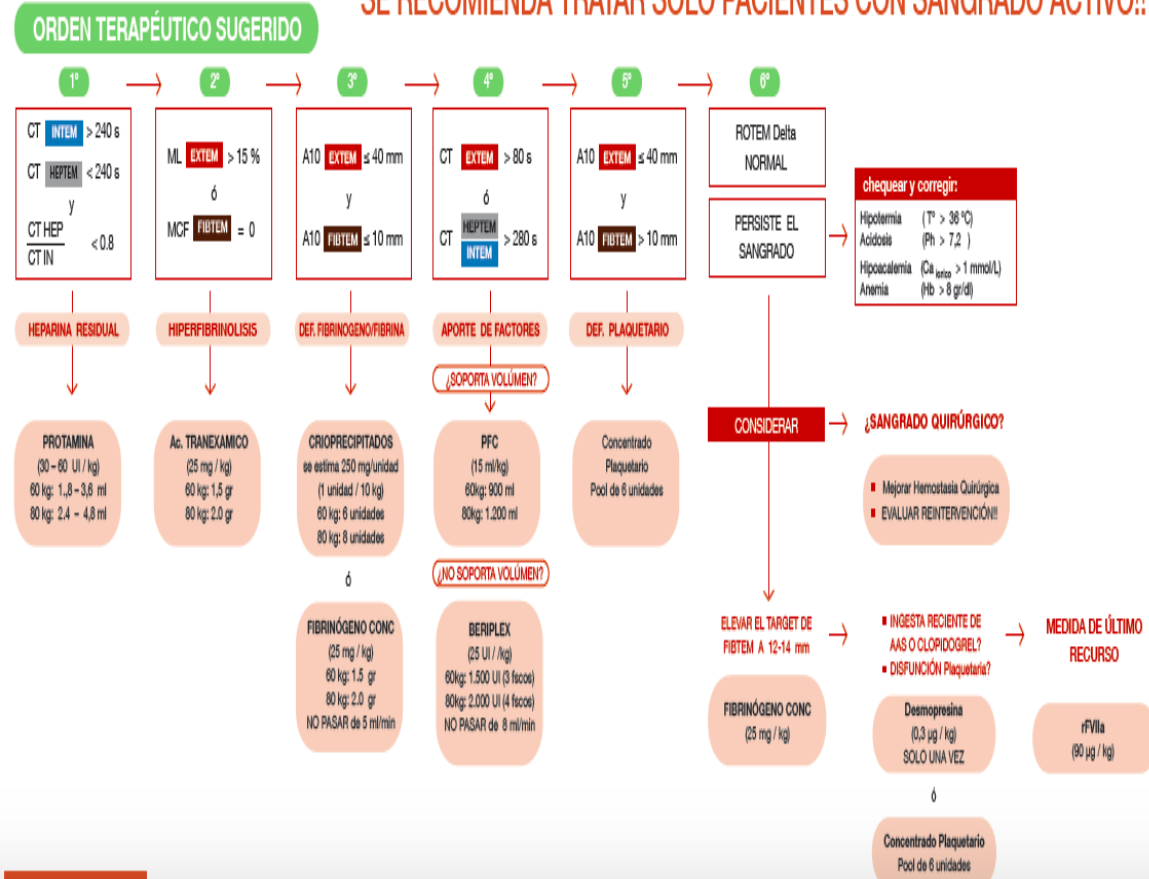 SE RECOMIENDA TRATAR SOLO PACIENTES CON SANGRADO ACTIVO!!
ORDEN TERAPÉUTICO SUGERIDO
1º
2º
3º
4º
5º
6º
CT INTEM > 240 s
CT HEPTEM < 240 s
y
CT HEP
CT IN
< 0.8
ML EXTEM > 15 %
ó
MCF FIBTEM = 0
A10 EXTEM ≤ 40 mm
y
A10 FIBTEM ≤ 10 mm
CT EXTEM > 80 s
ó
CT HEPTEM
INTEM
> 280 s
A10 EXTEM ≤ 40 mm
y
A10 FIBTEM > 10 mm
ROTEM Delta
NORMAL
PERSISTE EL
SANGRADO
chequear y corregir:
Hipotermia (Tº > 36 ºC)
Acidosis (Ph > 7,2 )
Hipoacalemia (Ca ionico > 1 mmol/L)
Anemia (Hb > 8 gr/dl)
HEPARINA RESIDUAL
HIPERFIBRINOLISIS
DEF. FIBRINOGENO/FIBRINA
APORTE DE FACTORES
DEF. PLAQUETARIO
¿SOPORTA VOLÚMEN?
PROTAMINA
(30 – 60 UI / kg)
60 kg: 1.,8 – 3,6 ml
80 kg: 2.4 – 4,8 ml
Ac. TRANEXAMICO
(25 mg / kg)
60 kg: 1,5 gr
80 kg: 2.0 gr
CRIOPRECIPITADOS
se estima 250 mg/unidad
(1 unidad / 10 kg)
60 kg: 6 unidades
80 kg: 8 unidades
ó
FIBRINÓGENO CONC
(25 mg / kg)
60 kg: 1.5 gr
80 kg: 2.0 gr
NO PASAR de 5 ml/min
PFC
(15 ml/kg)
60kg: 900 ml
80kg: 1.200 ml
¿NO SOPORTA VOLÚMEN?
BERIPLEX
(25 UI / /kg)
60kg: 1.500 UI (3 fscos)
80kg: 2.000 UI (4 fscos)
NO PASAR de 8 ml/min
Concentrado
Plaquetario
Pool de 6 unidades
CONSIDERAR
¿SANGRADO QUIRÚRGICO?
Mejorar Hemostasia Quirúrgica
EVALUAR REINTERVENCIÓN!!
ELEVAR EL TARGET DE
FIBTEM A 12-14 mm
FIBRINÓGENO CONC
(25 mg / kg)
INGESTA RECIENTE DE
AAS O CLOPIDOGREL?
DISFUNCIÓN Plaquetaria?
Desmopresina
(0,3 µg / kg)
SOLO UNA VEZ
ó
Concentrado Plaquetario
Pool de 6 unidades
MEDIDA DE ÚLTIMO
RECURSO
rFVIIa
(90 µg / kg)